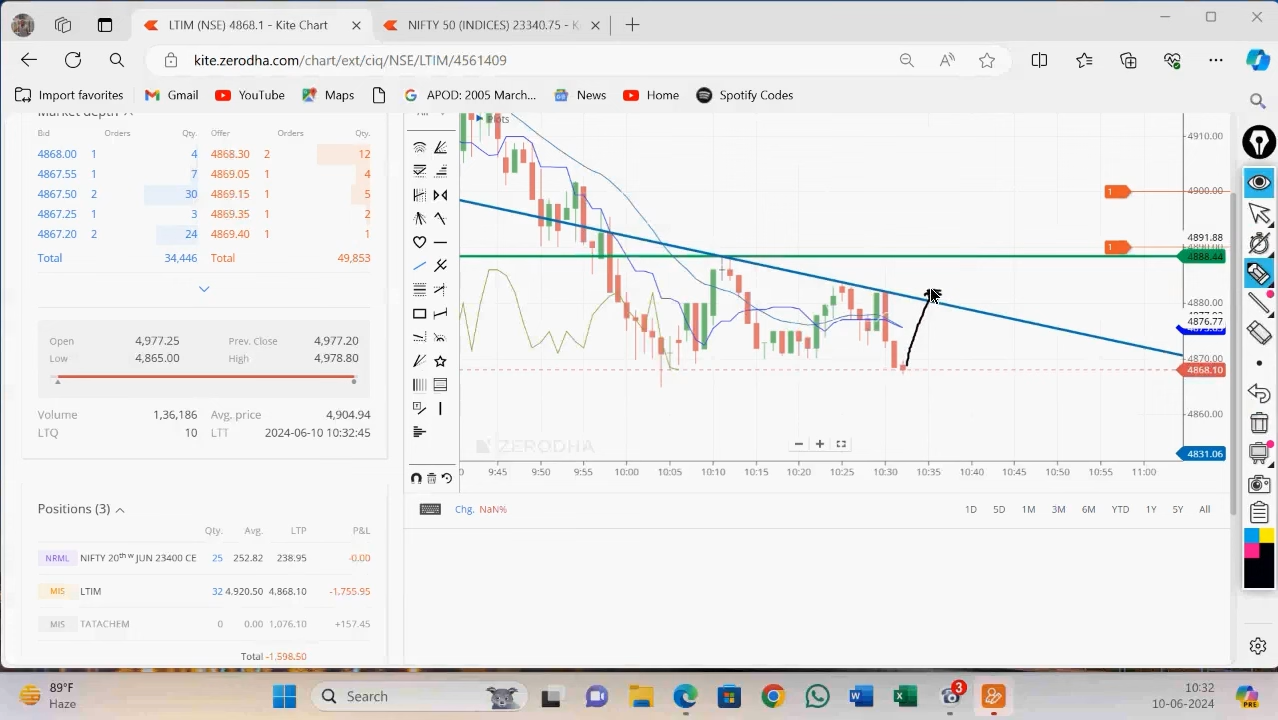 LTIM (NSE) 4868.1 - Kite Chart
NIFTY 50 (INDICES) 23340.75 - K
kite.zerodha.com/chart/ext/ciq/NSE/LTIM/4561409
Import favorites
Gmail
YouTube
Maps
APOD: 2005 March...
News
Home
Spotify Codes
Market depth
Bid Orders Qty. Offer Orders Qty.
4868.00 1 4 4868.30 2 12
4867.55 1 7 4869.05 1 4
4867.50 2 30 4869.15 1 5
4867.25 1 3 4869.35 1 2
4867.20 2 24 4869.40 1 1
Total 34,446 Total 49,853
Open 4,977.25 Prev. Close 4,977.20
Low 4,865.00 High 4,978.80
Volume 1,36,186 Avg. price 4,904.94
LTQ 10 LTT 2024-06-10 10:32:45
Positions (3)
Qty. Avg. LTP P&L
NRML NIFTY 20th w JUN 23400 CE 25 252.82 238.95 -0.00
MIS LTIM 32 4,920.50 4,868.10 -1,755.95
MIS TATACHEM 0 0.00 1,076.10 +157.45
Total -1,598.50
Plots
4910.00
1 4900.00
4891.88
1 4890.00
4888.44
4880.00
4876.77
4870.00
4868.10
4860.00
4831.06
ZERODHA
9:45 9:50 9:55 10:00 10:05 10:10 10:15 10:20 10:25 10:30 10:35 10:40 10:45 10:50 10:55 11:00
Chg. NaN%
1D 5D 1M 3M 6M YTD 1Y 5Y All
89°F
Haze
Search
3
PRE
10:32
10-06-2024